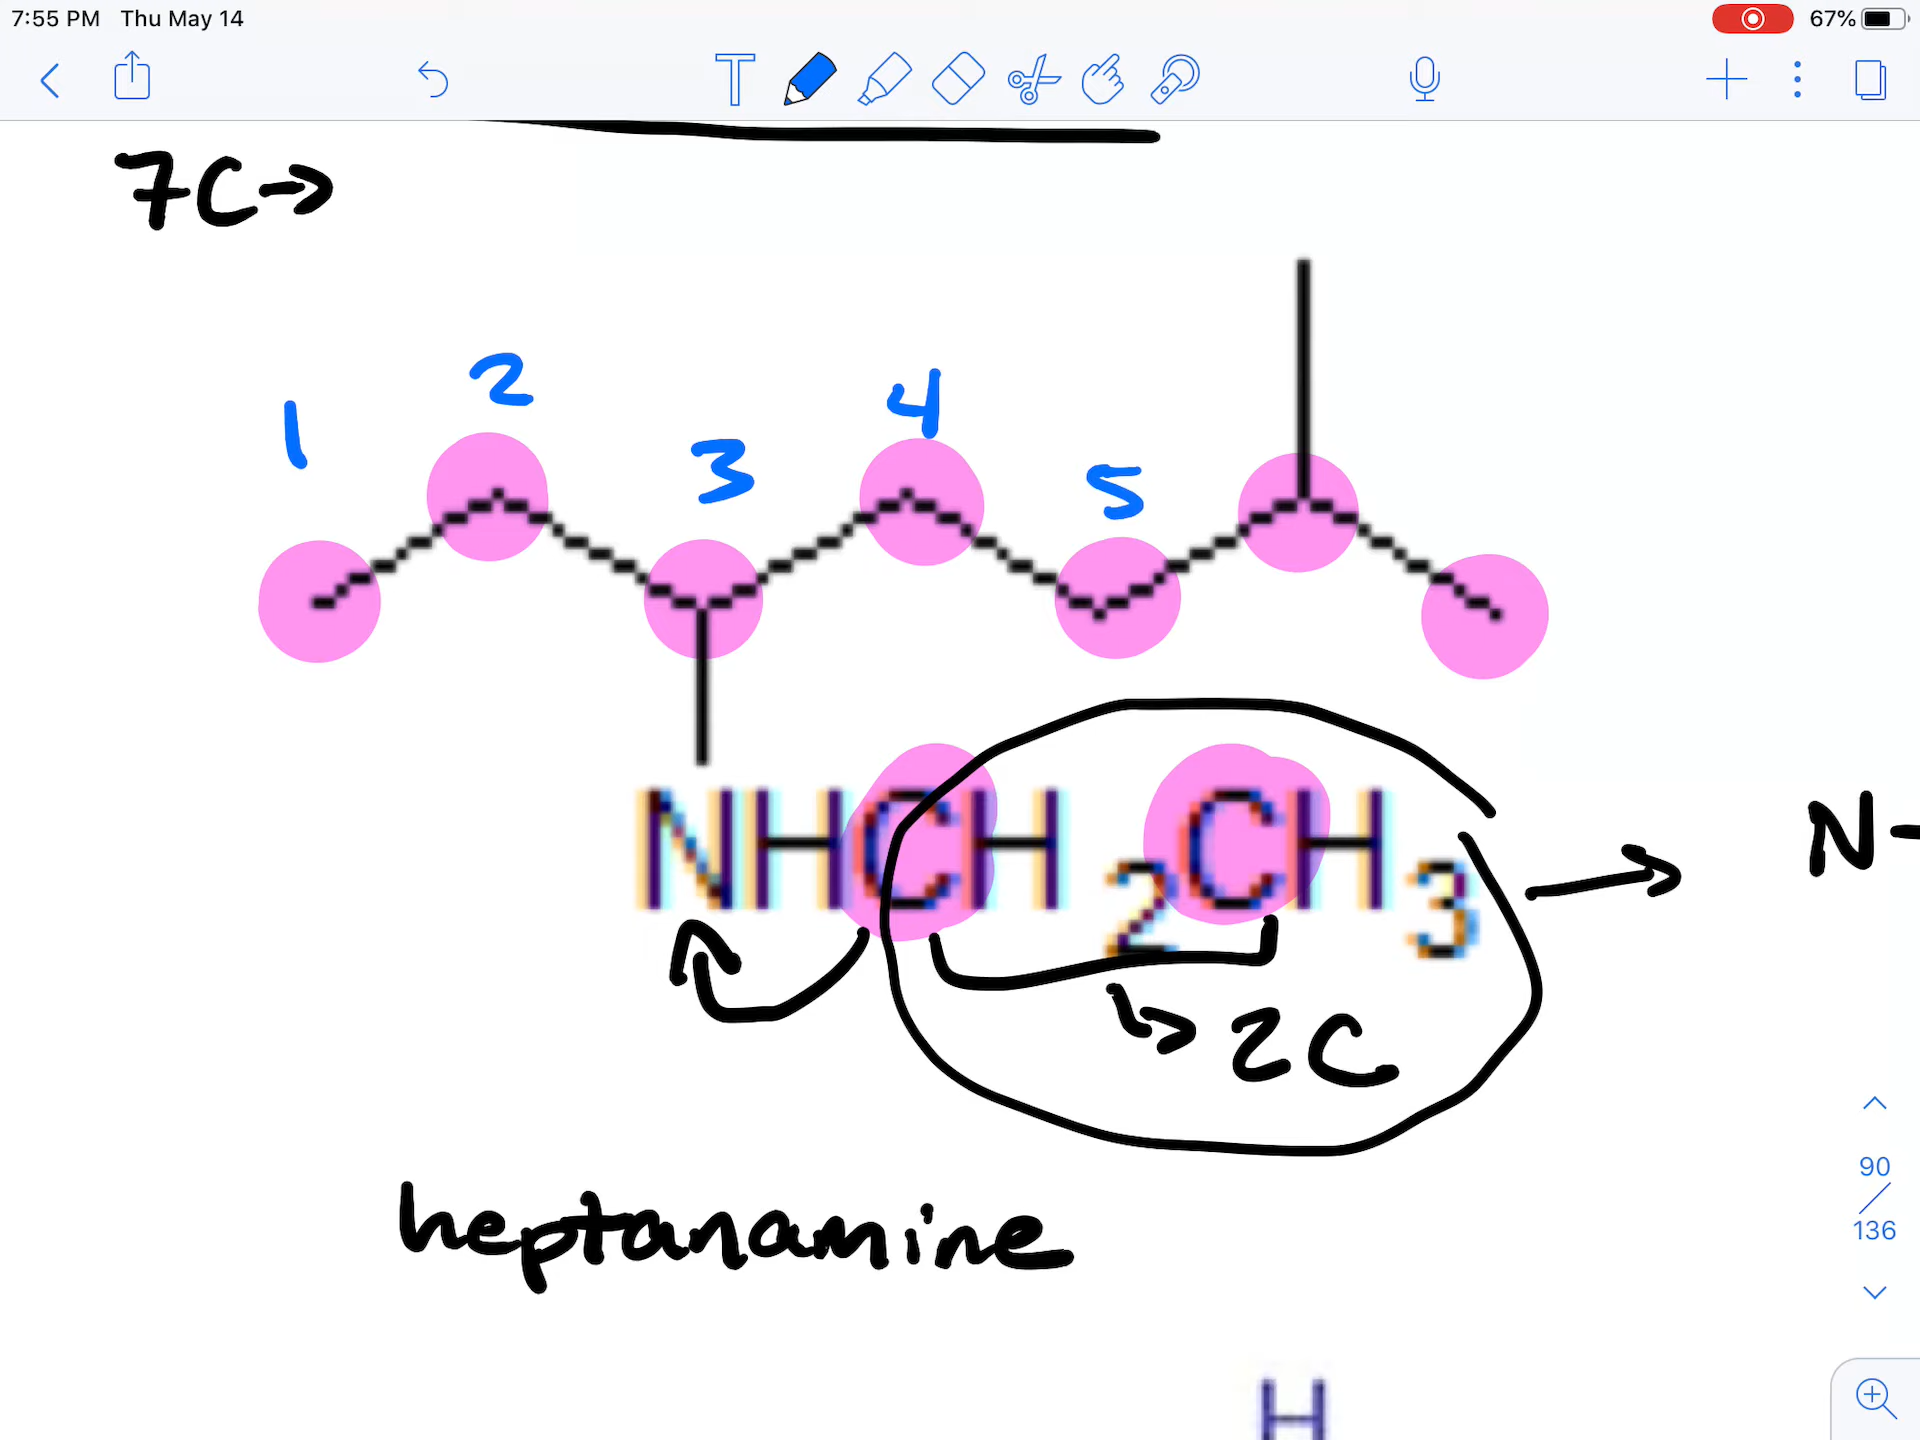 7:55 PM Thu May 14 67%
T
7C→
1 2 3 4 5
NHCH2CH3 → N-
→ 2C
heptanamine
90
/
136
H